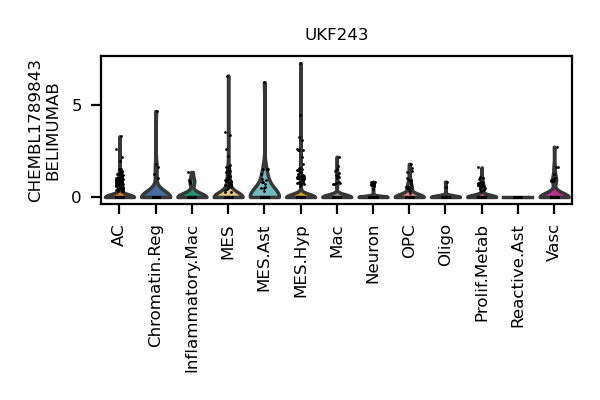 UKF243
CHEMBL1789843
BELIMUMAB
5
0
AC
Chromatin.Reg
Inflammatory.Mac
MES
MES.Ast
MES.Hyp
Mac
Neuron
OPC
Oligo
Prolif.Metab
Reactive.Ast
Vasc